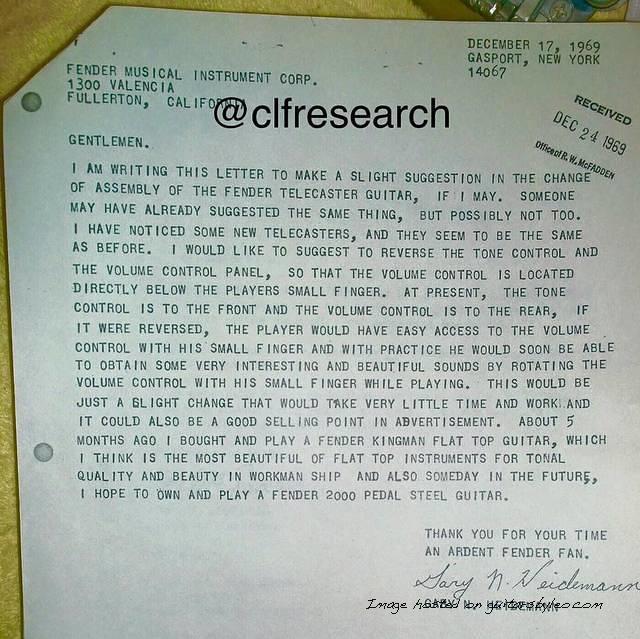 DECEMBER 17, 1969
GASPORT, NEW YORK
14067
FENDER MUSICAL INSTRUMENT CORP.
1300 VALENCIA
FULLERTON, CALIFORNIA
@clfresearch
RECEIVED
DEC 24 1969
Office of R. W. McFADDEN
GENTLEMEN.
I AM WRITING THIS LETTER TO MAKE A SLIGHT SUGGESTION IN THE CHANGE
OF ASSEMBLY OF THE FENDER TELECASTER GUITAR, IF I MAY. SOMEONE
MAY HAVE ALREADY SUGGESTED THE SAME THING, BUT POSSIBLY NOT TOO.
I HAVE NOTICED SOME NEW TELECASTERS, AND THEY SEEM TO BE THE SAME
AS BEFORE. I WOULD LIKE TO SUGGEST TO REVERSE THE TONE CONTROL AND
THE VOLUME CONTROL PANEL, SO THAT THE VOLUME CONTROL IS LOCATED
DIRECTLY BELOW THE PLAYERS SMALL FINGER. AT PRESENT, THE TONE
CONTROL IS TO THE FRONT AND THE VOLUME CONTROL IS TO THE REAR, IF
IT WERE REVERSED, THE PLAYER WOULD HAVE EASY ACCESS TO THE VOLUME
CONTROL WITH HIS SMALL FINGER AND WITH PRACTICE HE WOULD SOON BE ABLE
TO OBTAIN SOME VERY INTERESTING AND BEAUTIFUL SOUNDS BY ROTATING THE
VOLUME CONTROL WITH HIS SMALL FINGER WHILE PLAYING. THIS WOULD BE
JUST A SLIGHT CHANGE THAT WOULD TAKE VERY LITTLE TIME AND WORK AND
IT COULD ALSO BE A GOOD SELLING POINT IN ADVERTISEMENT. ABOUT 5
MONTHS AGO I BOUGHT AND PLAY A FENDER KINGMAN FLAT TOP GUITAR, WHICH
I THINK IS THE MOST BEAUTIFUL OF FLAT TOP INSTRUMENTS FOR TONAL
QUALITY AND BEAUTY IN WORKMAN SHIP AND ALSO SOMEDAY IN THE FUTURE,
I HOPE TO OWN AND PLAY A FENDER 2000 PEDAL STEEL GUITAR.
THANK YOU FOR YOUR TIME
AN ARDENT FENDER FAN.
Gary N. Heidemann
GARY N. HEIDEMANN
Image hosted on guitar-styleo.com